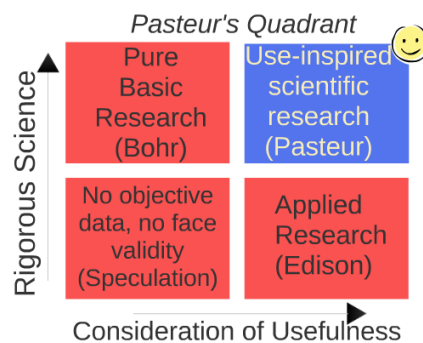 Pasteur's Quadrant
Rigorous Science
Pure
Basic
Research
(Bohr)
Use-inspired
scientific
research
(Pasteur)
No objective
data, no face
validity
(Speculation)
Applied
Research
(Edison)
Consideration of Usefulness